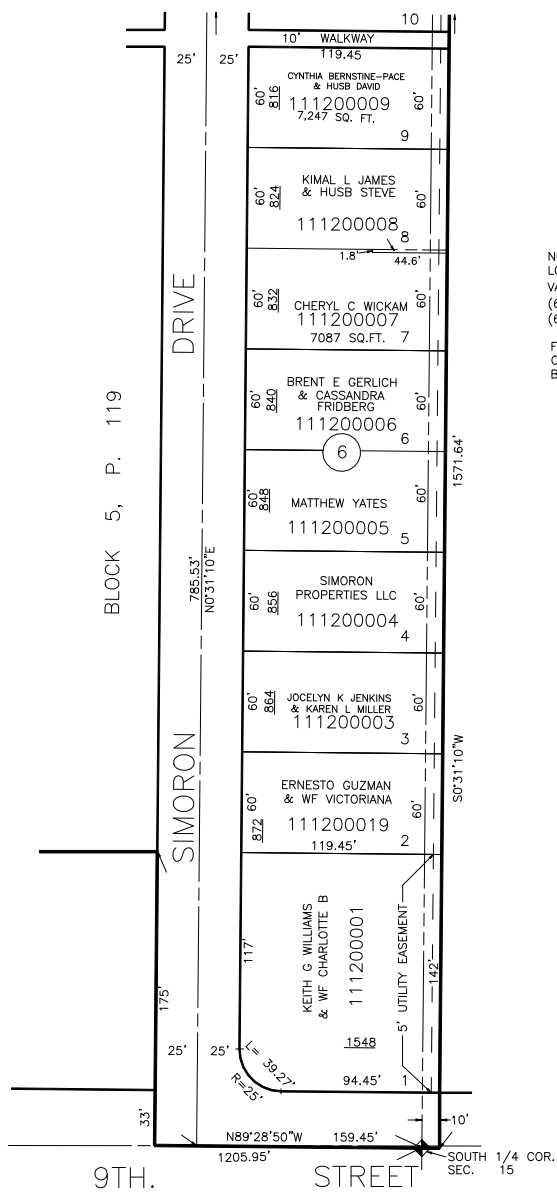 10
10' WALKWAY
119.45
25' 25'
CYNTHIA BERNSTINE-PACE
& HUSB DAVID
60' 816 111200009 60'
7,247 SQ. FT.
9
KIMAL L JAMES
& HUSB STEVE
60' 824 60'
111200008
8
1.8' 44.6'
60' 832 60'
CHERYL C WICKAM
111200007
7087 SQ.FT. 7
BRENT E GERLICH
& CASSANDRA
FRIDBERG
60' 840 60'
111200006 6
6
1571.64'
60' 848 60'
MATTHEW YATES
111200005
5
SIMORON
PROPERTIES LLC
60' 856 60'
111200004
4
60' 864 60'
JOCELYN K JENKINS
& KAREN L MILLER
111200003
3
S0°31'10"W
ERNESTO GUZMAN
& WF VICTORIANA
60' 872 60'
111200019
119.45' 2
KEITH G WILLIAMS
& WF CHARLOTTE B
111200001
117'
5' UTILITY EASEMENT
142'
1548
L= 39.27'
R=25'
94.45' 1
25' 25'
175'
33'
10'
BLOCK 5, P. 119
SIMORON DRIVE
785.53'
N0°31'10"E
N89°28'50"W 159.45'
1205.95'
SOUTH 1/4 COR.
SEC. 15
9TH. STREET
LO
VA
(6
(6
F
B